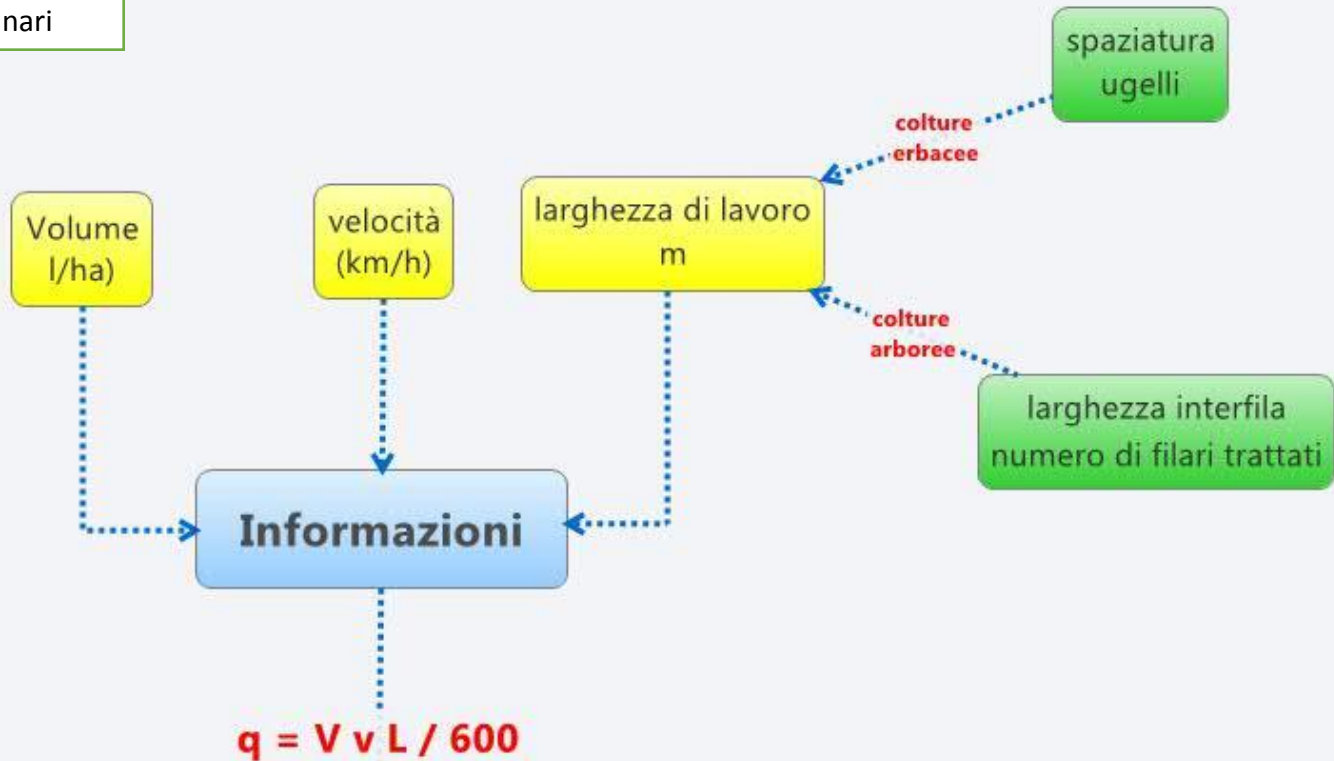 nari
spaziatura
ugelli
colture
erbacee
Volume
l/ha)
velocità
(km/h)
larghezza di lavoro
m
colture
arboree
larghezza interfila
numero di filari trattati
Informazioni
q = V v L / 600